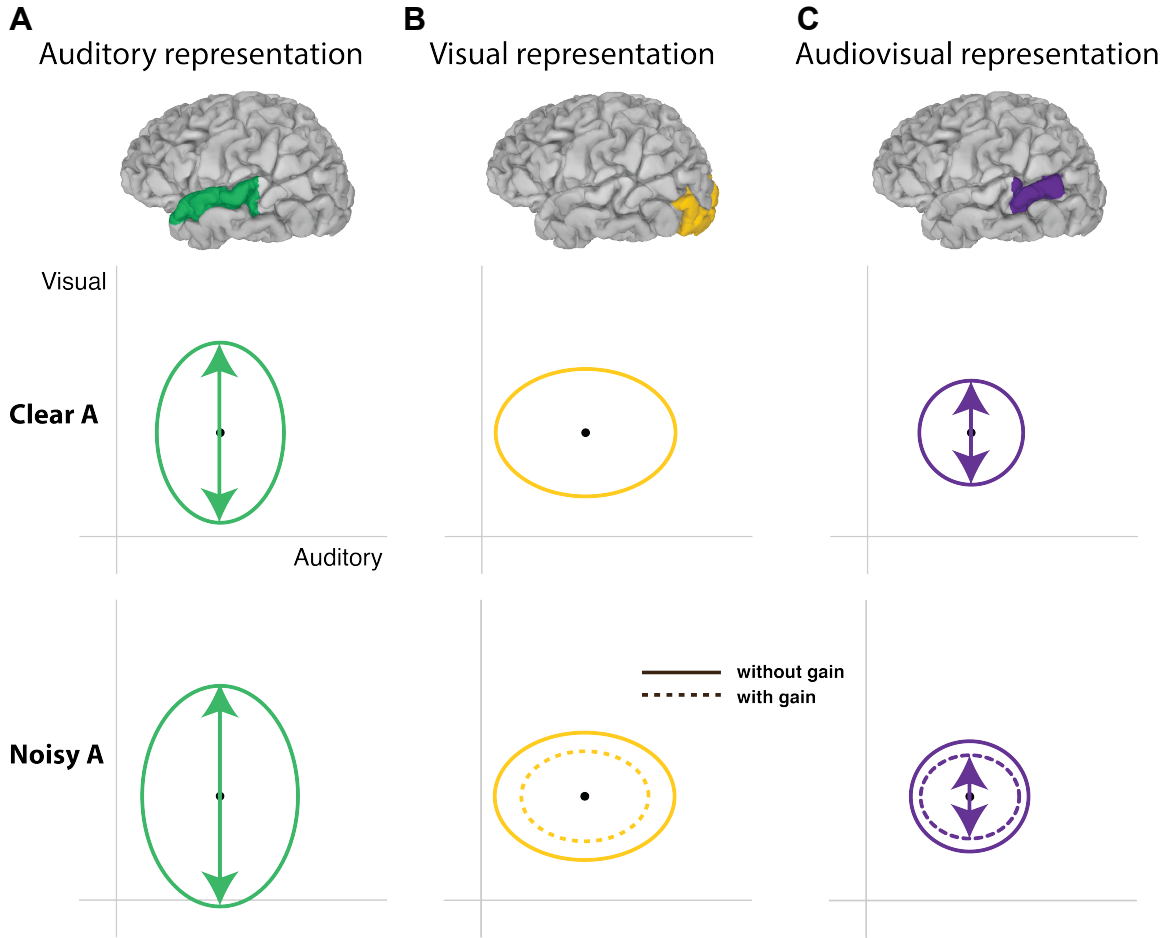 A
Auditory representation
B
Visual representation
C
Audiovisual representation
Visual
Clear A
Auditory
without gain
with gain
Noisy A